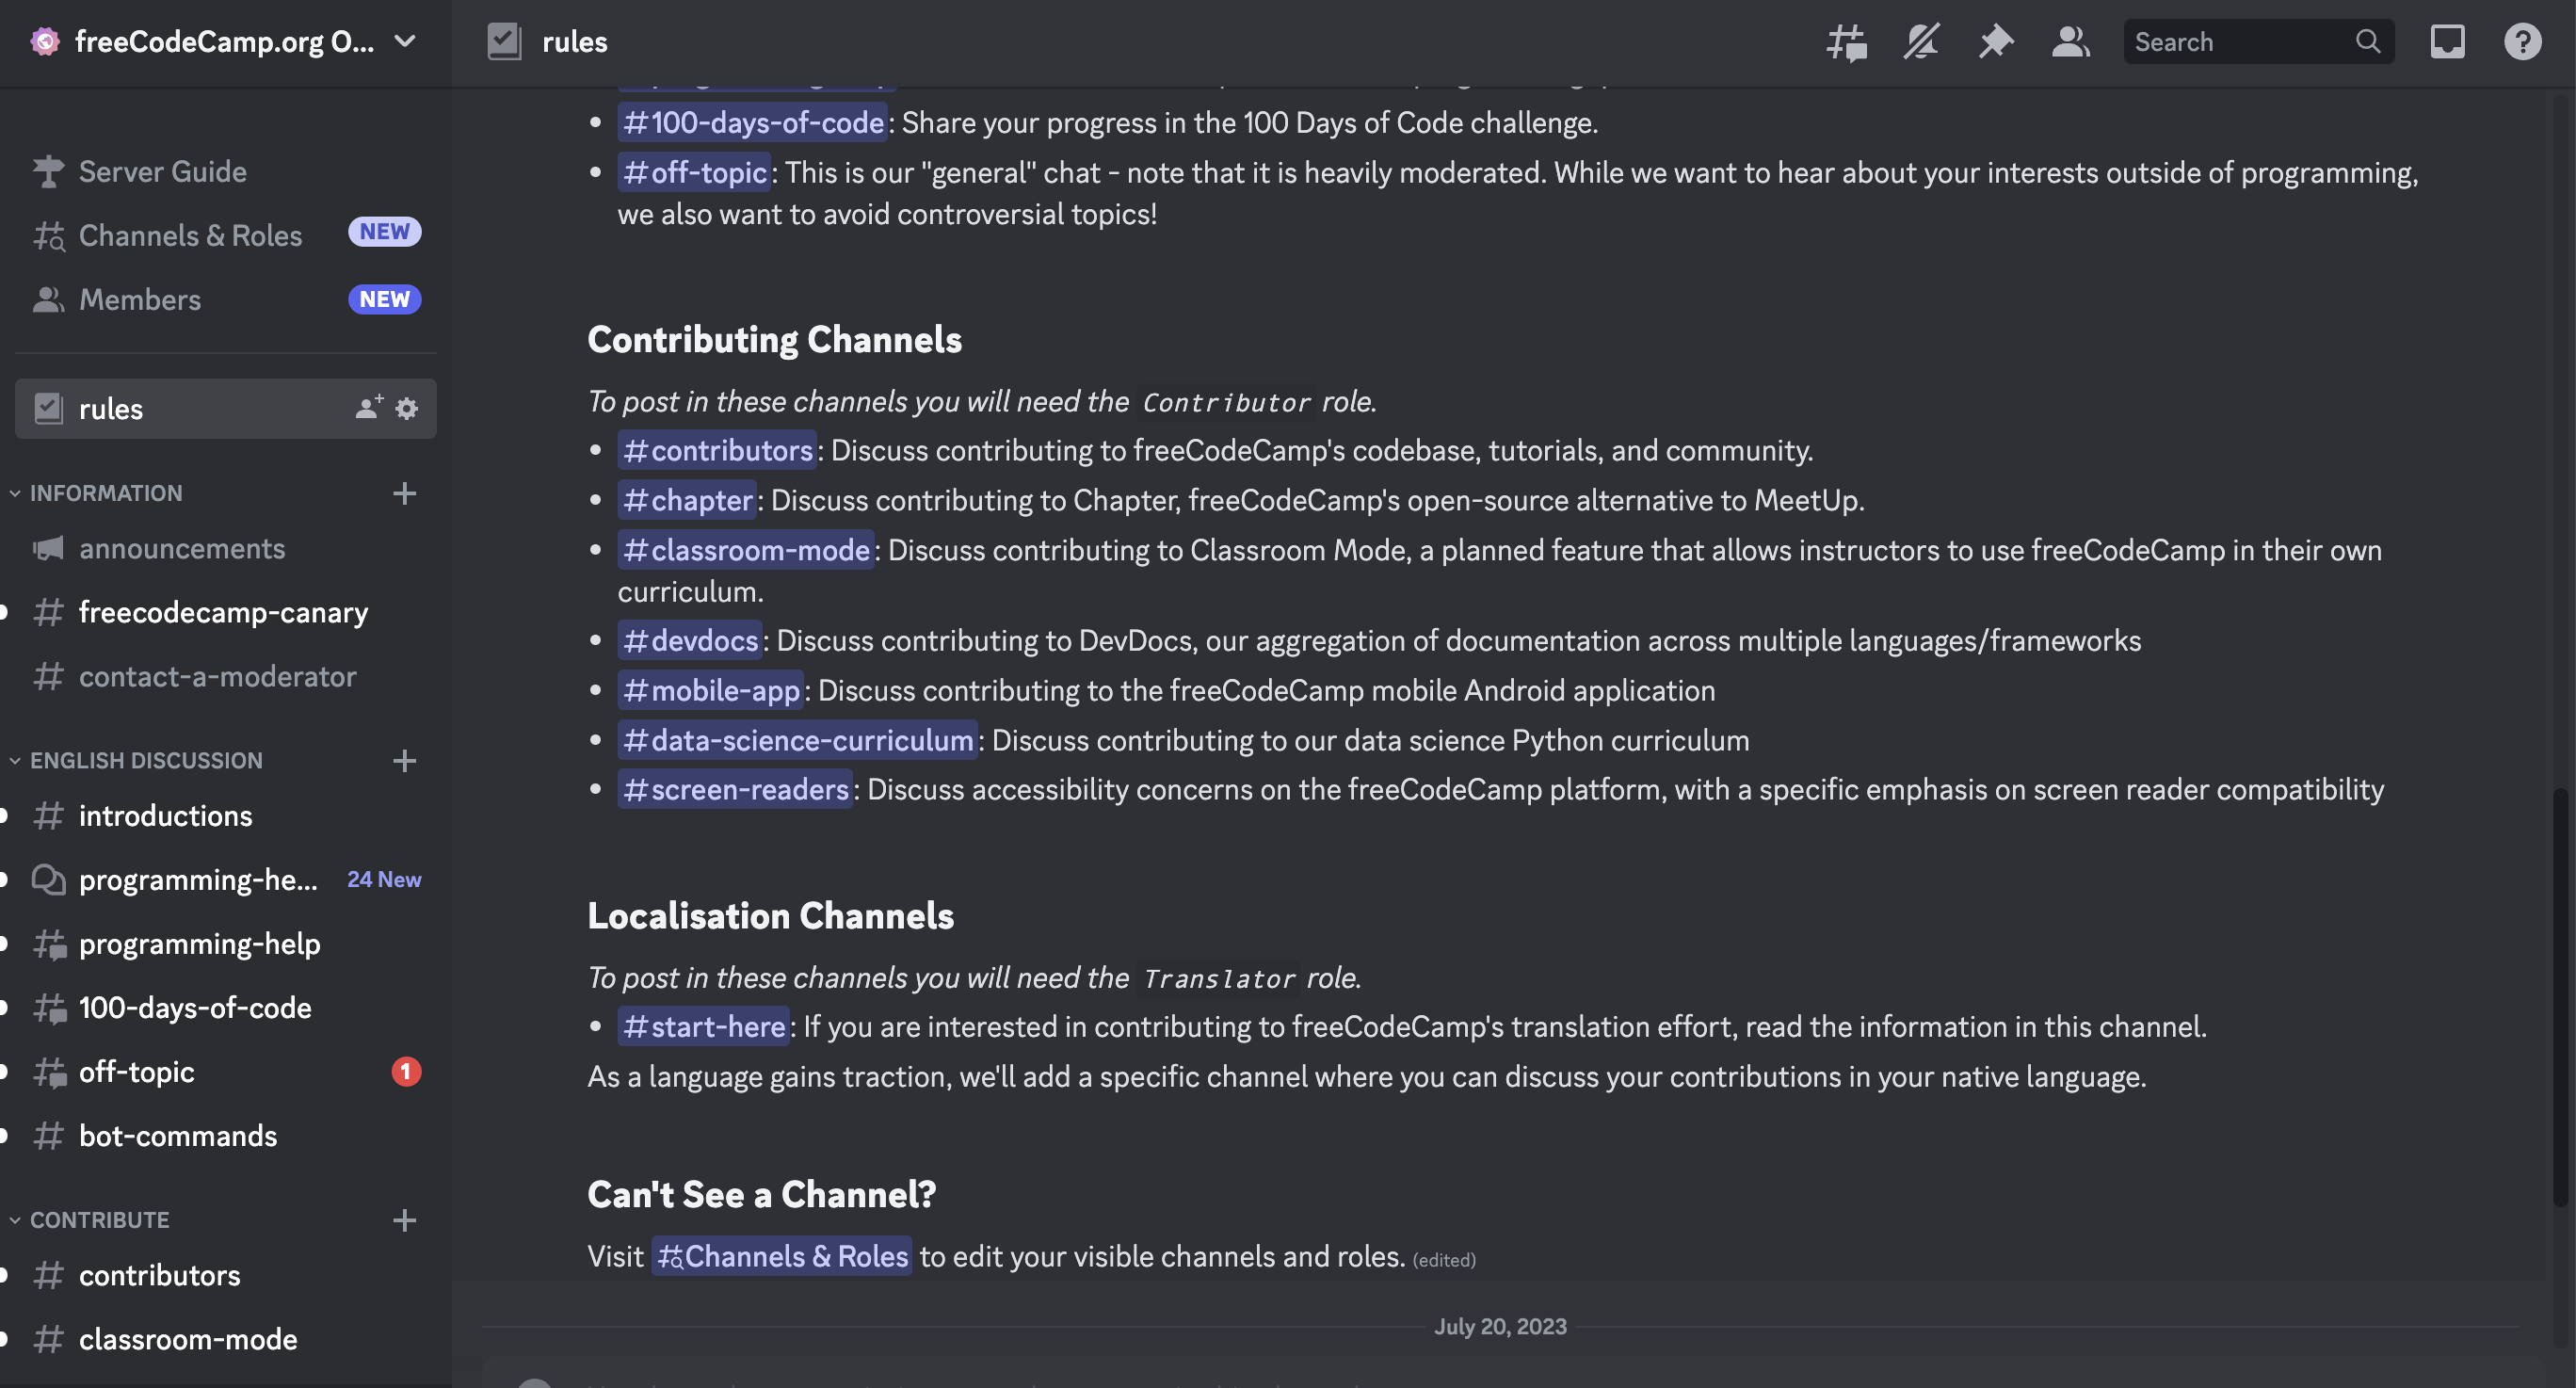 freeCodeCamp.org O...
rules
Search
Server Guide
Channels & Roles
NEW
Members
NEW
rules
INFORMATION
announcements
freecodecamp-canary
contact-a-moderator
ENGLISH DISCUSSION
introductions
programming-he...
24 New
programming-help
100-days-of-code
off-topic
1
bot-commands
CONTRIBUTE
contributors
classroom-mode
#100-days-of-code: Share your progress in the 100 Days of Code challenge.
#off-topic: This is our "general" chat - note that it is heavily moderated. While we want to hear about your interests outside of programming,
we also want to avoid controversial topics!
Contributing Channels
To post in these channels you will need the Contributor role.
#contributors: Discuss contributing to freeCodeCamp's codebase, tutorials, and community.
#chapter: Discuss contributing to Chapter, freeCodeCamp's open-source alternative to MeetUp.
#classroom-mode: Discuss contributing to Classroom Mode, a planned feature that allows instructors to use freeCodeCamp in their own
curriculum.
#devdocs: Discuss contributing to DevDocs, our aggregation of documentation across multiple languages/frameworks
#mobile-app: Discuss contributing to the freeCodeCamp mobile Android application
#data-science-curriculum: Discuss contributing to our data science Python curriculum
#screen-readers: Discuss accessibility concerns on the freeCodeCamp platform, with a specific emphasis on screen reader compatibility
Localisation Channels
To post in these channels you will need the Translator role.
#start-here: If you are interested in contributing to freeCodeCamp's translation effort, read the information in this channel.
As a language gains traction, we'll add a specific channel where you can discuss your contributions in your native language.
Can't See a Channel?
Visit #Channels & Roles to edit your visible channels and roles. (edited)
July 20, 2023